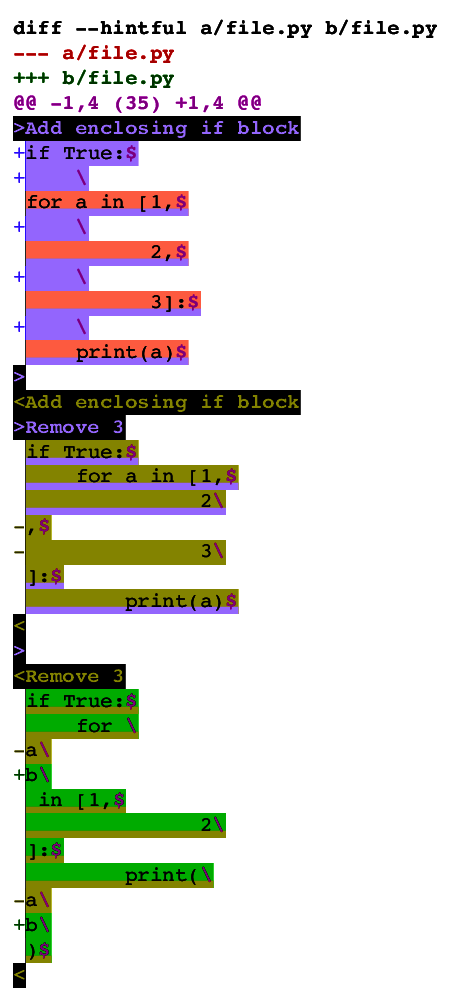 diff --hintful a/file.py b/file.py
--- a/file.py
+++ b/file.py
@@ -1,4 (35) +1,4 @@
>Add enclosing if block
+if True:$
+    \
 for a in [1,$
+    \
           2,$
+    \
           3]:$
+    \
     print(a)$
>
<Add enclosing if block
>Remove 3
 if True:$
     for a in [1,$
               2\
-,$
-              3\
 ]:$
         print(a)$
<
>
<Remove 3
 if True:$
     for \
-a\
+b\
  in [1,$
               2\
 ]:$
         print(\
-a\
+b\
 )$
<